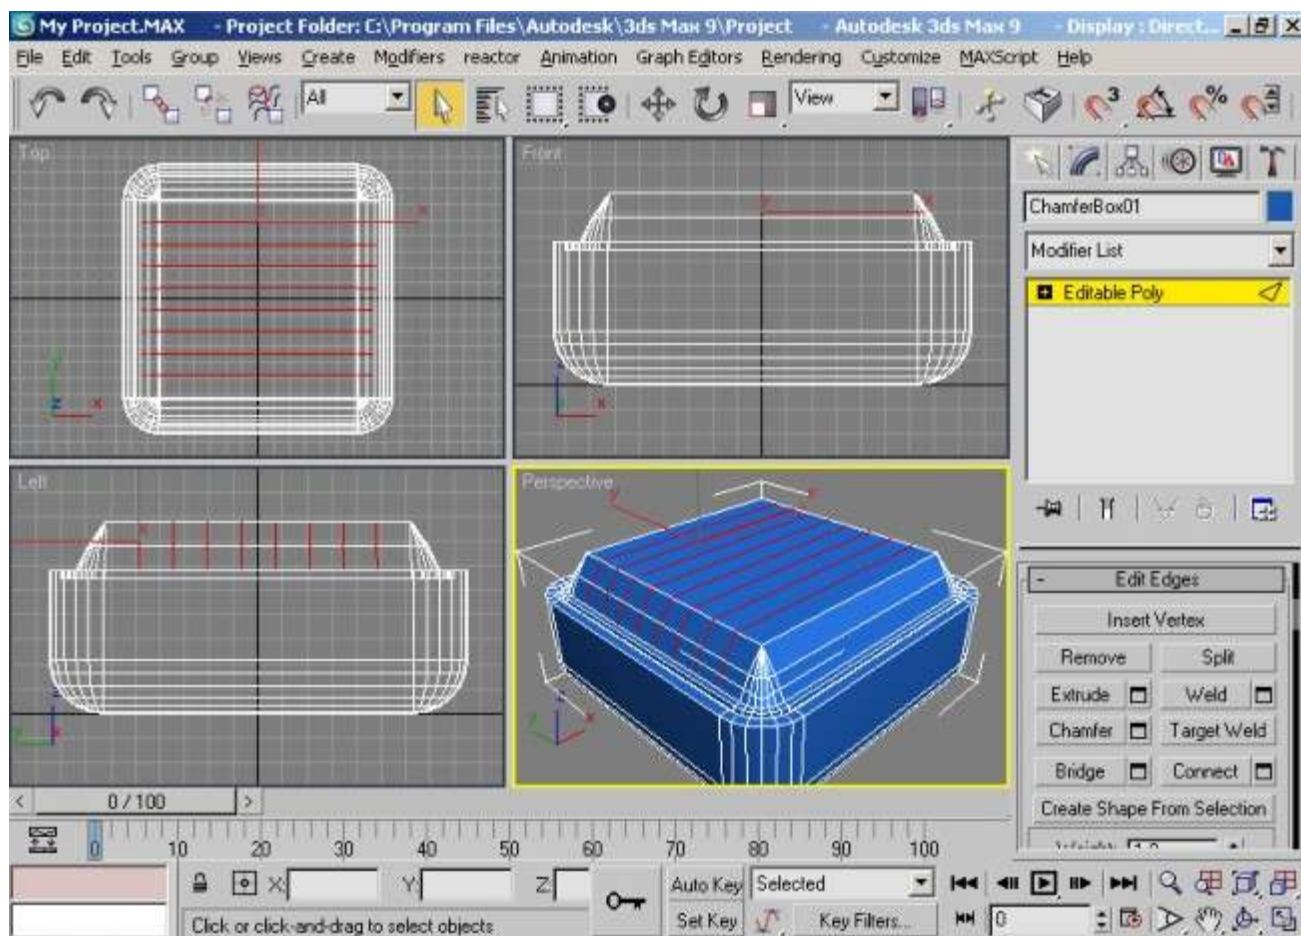 My Project.MAX - Project Folder: C:\Program Files\Autodesk\3ds Max 9\Project - Autodesk 3ds Max 9 - Display : Direct...
File Edit Tools Group Views Create Modifiers reactor Animation Graph Editors Rendering Customize MAXScript Help
All View 3 %
Top Front
ChamferBox01
Modifier List
Editable Poly
x
y
z x
z
x
Left Perspective
Edit Edges
Insert Vertex
Remove Split
Extrude Weld
Chamfer Target Weld
Bridge Connect
Create Shape From Selection
< 0 / 100 >
0 10 20 30 40 50 60 70 80 90 100
X: Y: Z: Auto Key Selected
Click or click-and-drag to select objects Set Key Key Filters... 0